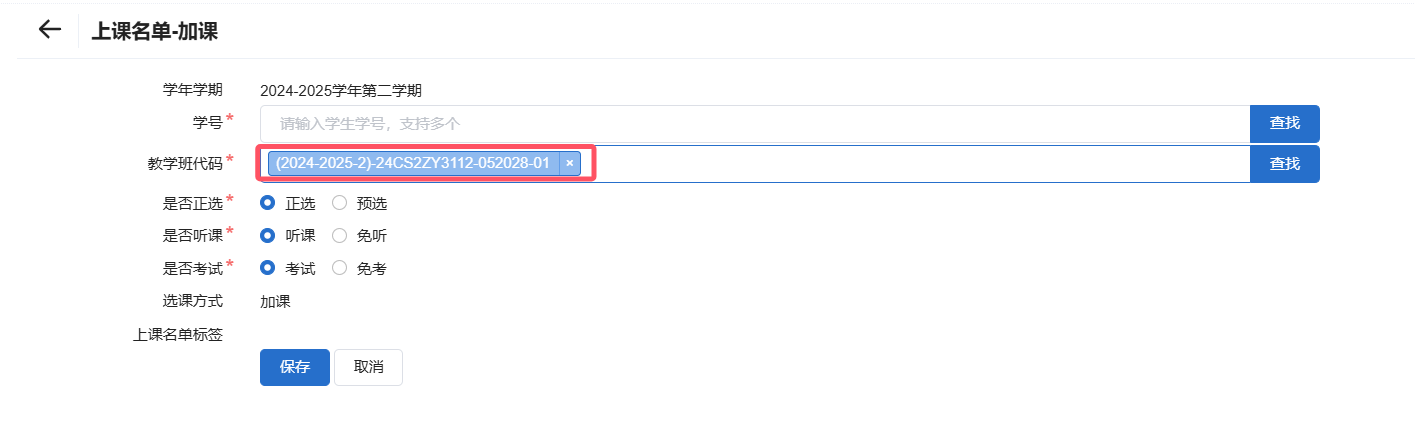 上课名单-加课
学年学期 2024-2025学年第二学期
学号* 请输入学生学号，支持多个 查找
教学班代码* (2024-2025-2)-24CS2ZY3112-052028-01 × 查找
是否正选* 正选 预选
是否听课* 听课 免听
是否考试* 考试 免考
选课方式 加课
上课名单标签
保存 取消